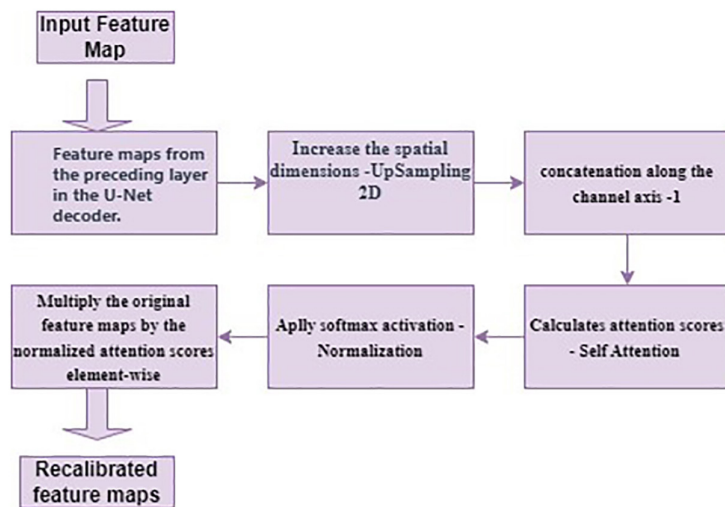 Input Feature
Map
Feature maps from
the preceding layer
in the U-Net
decoder.
Increase the spatial
dimensions -UpSampling
2D
concatenation along the
channel axis -1
Calculates attention scores
- Self Attention
Aplly softmax activation -
Normalization
Multiply the original
feature maps by the
normalized attention scores
element-wise
Recalibrated
feature maps